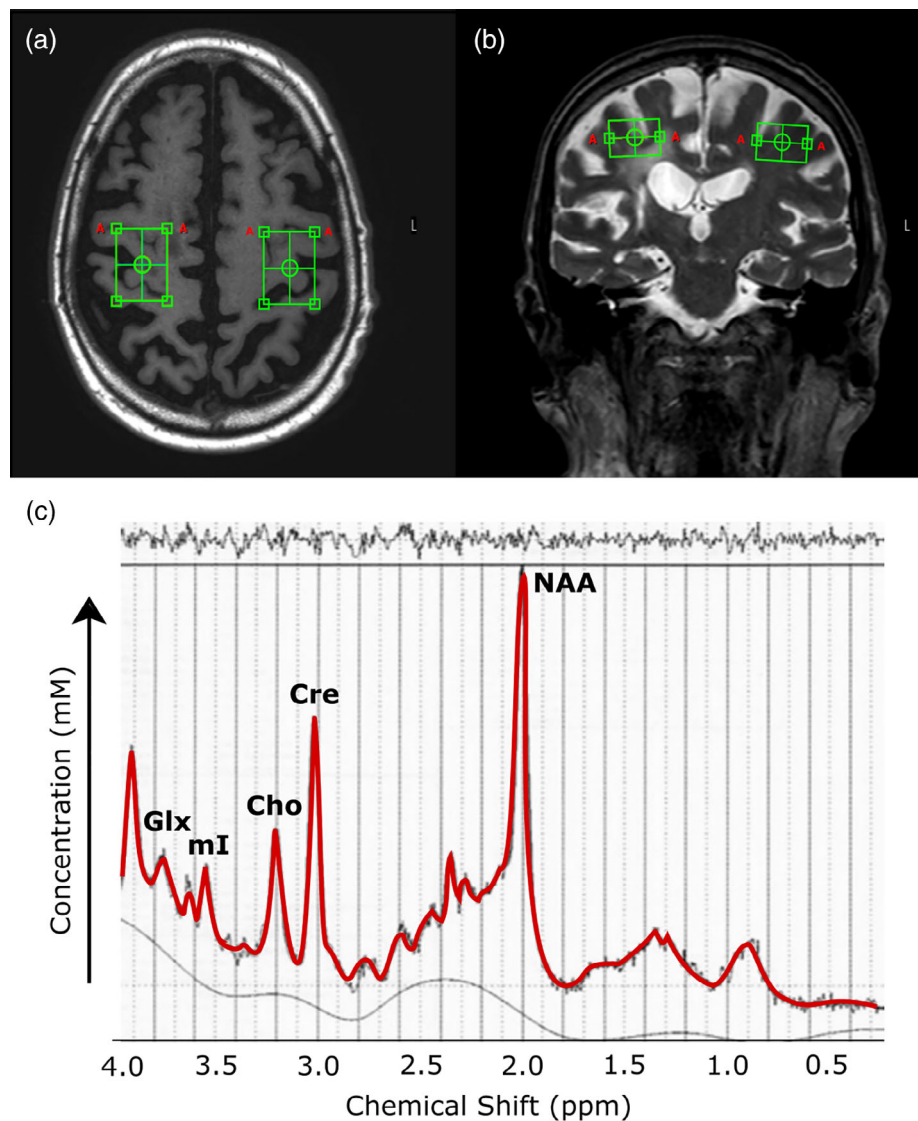 (a)
(b)
A A A A
A A A A
L
L
(c)
NAA
Cre
Cho
Glx
mI
Concentration (mM)
4.0 3.5 3.0 2.5 2.0 1.5 1.0 0.5
Chemical Shift (ppm)